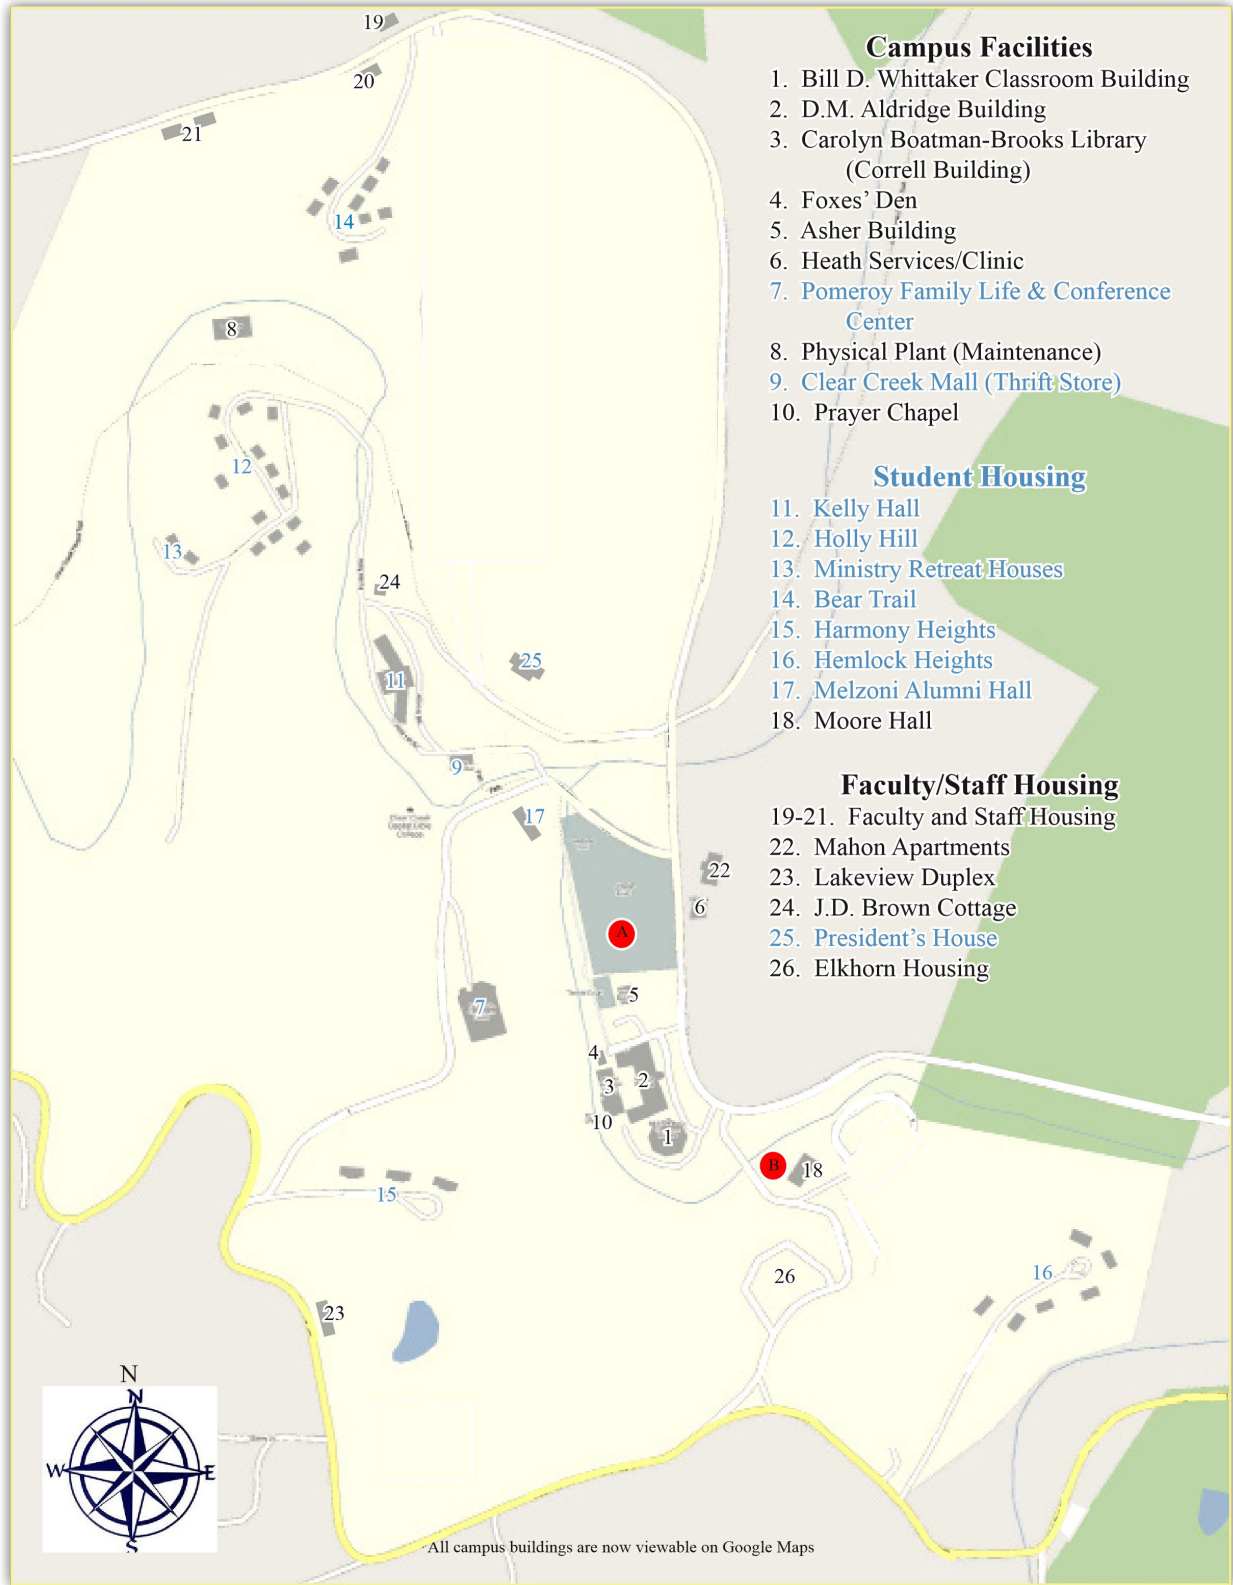 19
20
21
14
8
12
13
24
25
11
9
17
22
6
A
5
7
4
3
2
10
1
B
18
15
16
26
23
Campus Facilities
1. Bill D. Whittaker Classroom Building
2. D.M. Aldridge Building
3. Carolyn Boatman-Brooks Library
(Correll Building)
4. Foxes’ Den
5. Asher Building
6. Heath Services/Clinic
7. Pomeroy Family Life & Conference
Center
8. Physical Plant (Maintenance)
9. Clear Creek Mall (Thrift Store)
10. Prayer Chapel
Student Housing
11. Kelly Hall
12. Holly Hill
13. Ministry Retreat Houses
14. Bear Trail
15. Harmony Heights
16. Hemlock Heights
17. Melzoni Alumni Hall
18. Moore Hall
Faculty/Staff Housing
19-21. Faculty and Staff Housing
22. Mahon Apartments
23. Lakeview Duplex
24. J.D. Brown Cottage
25. President’s House
26. Elkhorn Housing
Clear Creek
Baptist Bible
College
N
N
W
E
S
*All campus buildings are now viewable on Google Maps